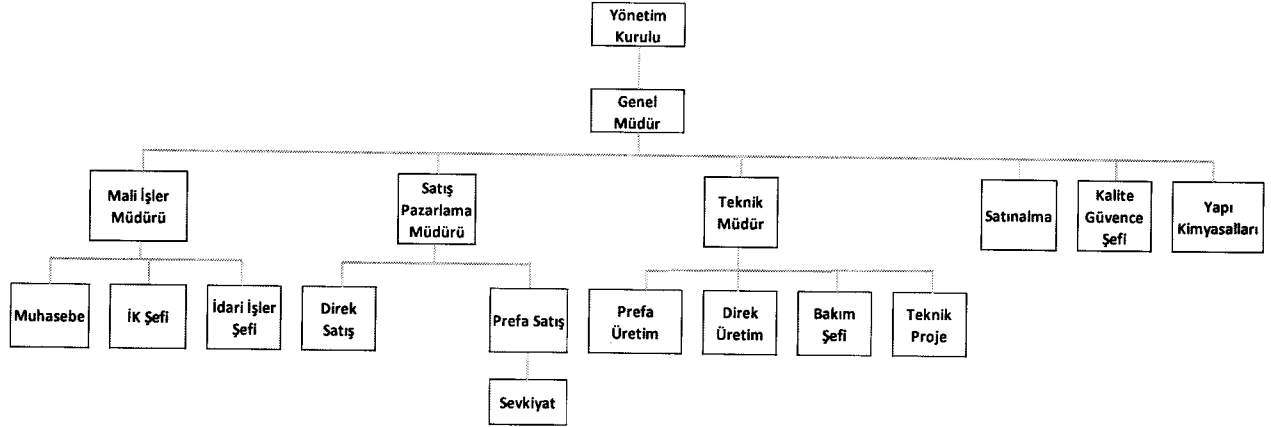 Yönetim
Kurulu
Genel
Müdür
Mali İşler
Müdürü
Satış
Pazarlama
Müdürü
Teknik
Müdür
Satınalma
Kalite
Güvence
Şefi
Yapı
Kimyasalları
Muhasebe
İK Şefi
İdari İşler
Şefi
Direk
Satış
Prefa Satış
Prefa
Üretim
Direk
Üretim
Bakım
Şefi
Teknik
Proje
Sevkiyat